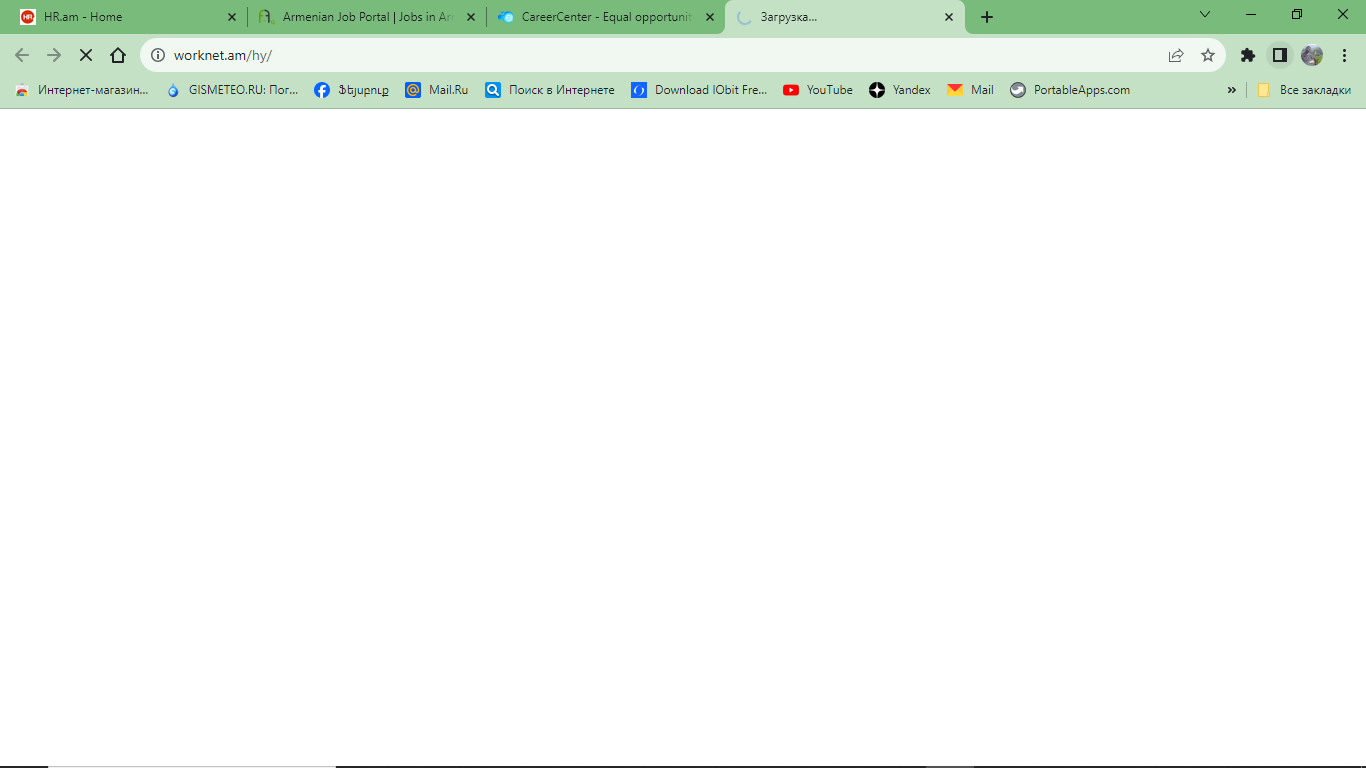 HR.am - Home
Armenian Job Portal | Jobs in Ar
CareerCenter - Equal opportunit
Загрузка...
worknet.am/hy/
Интернет-магазин...
GISMETEO.RU: Пог...
Ֆեյսբուք
Mail.Ru
Поиск в Интернете
Download IObit Fre...
YouTube
Yandex
Mail
PortableApps.com
»
Все закладки